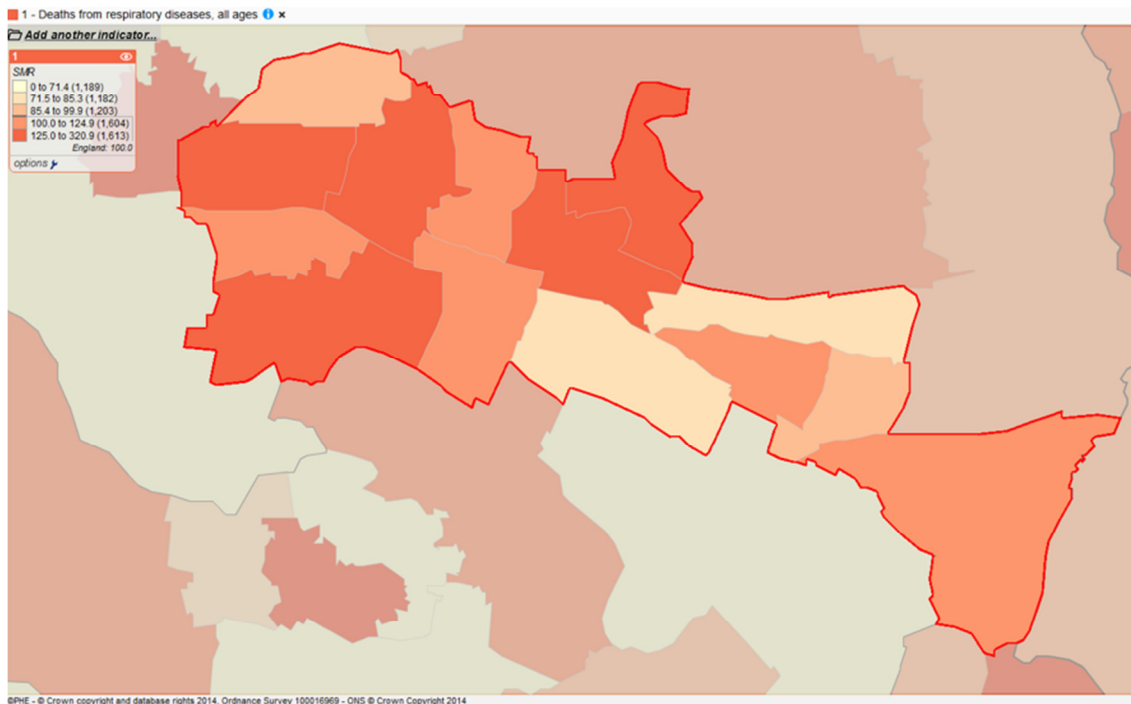 1 - Deaths from respiratory diseases, all ages i ×
Add another indicator...
1
SMR
0 to 71.4 (1,189)
71.5 to 85.3 (1,182)
85.4 to 99.9 (1,203)
100.0 to 124.9 (1,604)
125.0 to 320.9 (1,613)
England: 100.0
options
©PHE - © Crown copyright and database rights 2014, Ordnance Survey 100016969 - ONS © Crown Copyright 2014